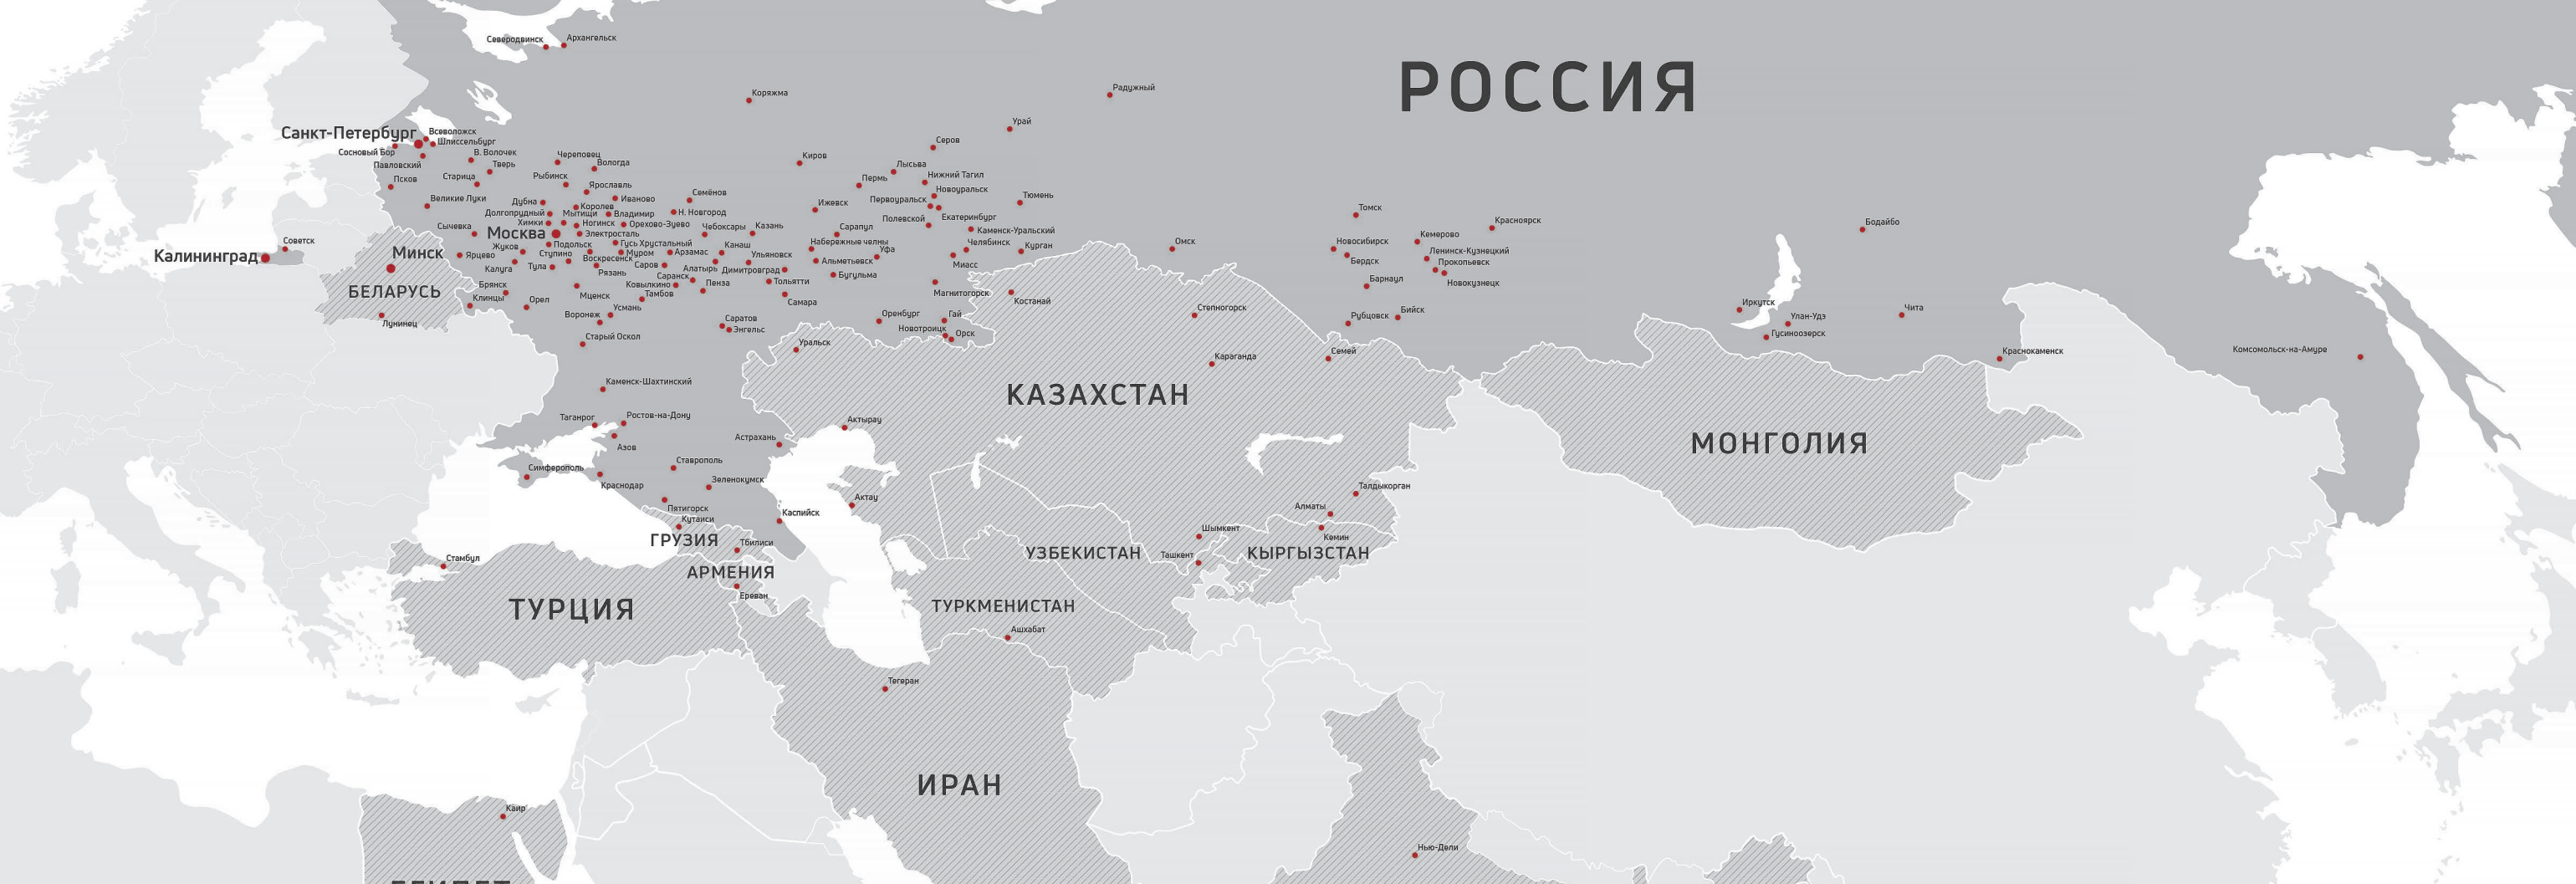 Северодвинск
Архангельск
РОССИЯ
Коряжма
Радужный
Урай
Санкт-Петербург
Всеволожск
Шлиссельбург
Сосновый Бор
Павловский
В. Волочек
Тверь
Старица
Псков
Великие Луки
Череповец
Вологда
Рыбинск
Ярославль
Киров
Серов
Лысьва
Пермь
Нижний Тагил
Новоуральск
Первоуральск
Екатеринбург
Полевской
Тюмень
Дубна
Королев
Иваново
Семёнов
Долгопрудный
Мытищи
Владимир
Н. Новгород
Ижевск
Химки
Ногинск
Орехово-Зуево
Чебоксары
Казань
Сарапул
Каменск-Уральский
Томск
Красноярск
Бодайбо
Сычевка
Москва
Электросталь
Советск
Калининград
Минск
Жуков
Подольск
Гусь Хрустальный
Канаш
Набережные челны
Уфа
Челябинск
Курган
Омск
Новосибирск
Кемерово
Ярцево
Ступино
Воскресенск
Муром
Арзамас
Ульяновск
Альметьевск
Миасс
Бердск
Ленинск-Кузнецкий
Прокопьевск
Калуга
Тула
Рязань
Саров
Алатырь
Димитровград
Бугульма
Новокузнецк
Саранск
Ковылкино
Пенза
Тольятти
Барнаул
БЕЛАРУСЬ
Брянск
Клинцы
Орел
Мценск
Тамбов
Самара
Магнитогорск
Костанай
Лунинец
Усмань
Воронеж
Саратов
Энгельс
Оренбург
Гай
Новотроицк
Орск
Степногорск
Рубцовск
Бийск
Иркутск
Улан-Удэ
Гусиноозерск
Чита
Старый Оскол
Уральск
Караганда
Семей
Краснокаменск
Комсомольск-на-Амуре
Каменск-Шахтинский
КАЗАХСТАН
Таганрог
Ростов-на-Дону
Актырау
Азов
Астрахань
МОНГОЛИЯ
Симферополь
Ставрополь
Краснодар
Зеленокумск
Талдыкорган
Актау
Пятигорск
Кутаиси
Каспийск
Алматы
Шымкент
Кемин
ГРУЗИЯ
Тбилиси
Стамбул
УЗБЕКИСТАН
Ташкент
КЫРГЫЗСТАН
АРМЕНИЯ
Ереван
ТУРЦИЯ
ТУРКМЕНИСТАН
Ашхабат
Тегеран
ИРАН
Каир
Нью-Дели